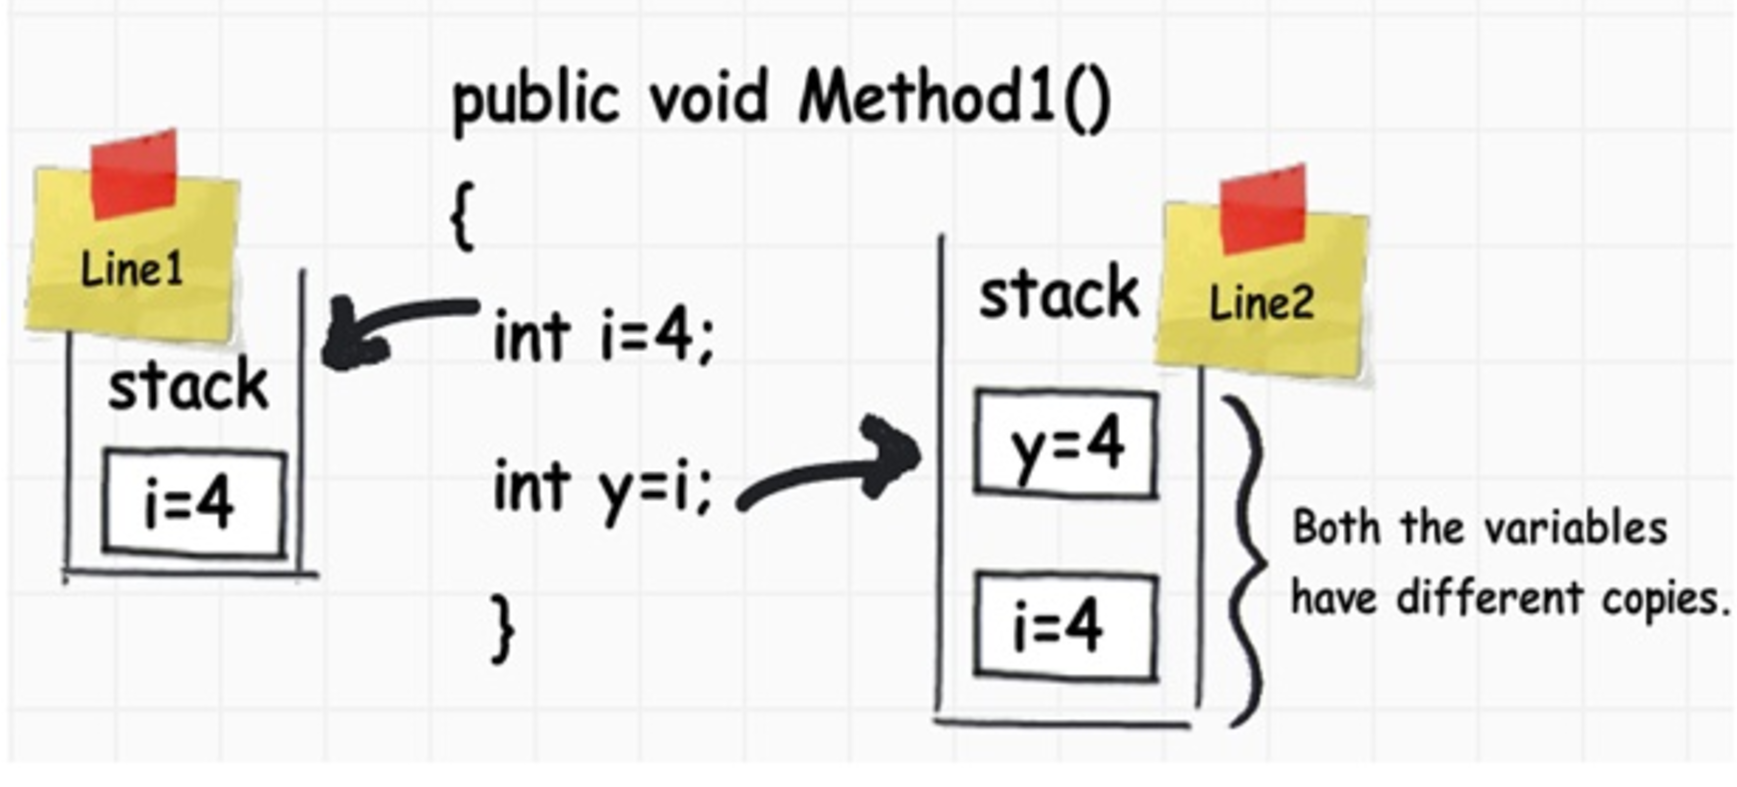 public void Method1()
{
int i=4;
int y=i;
}
Line1
stack
i=4
Line2
stack
y=4
i=4
Both the variables
have different copies.